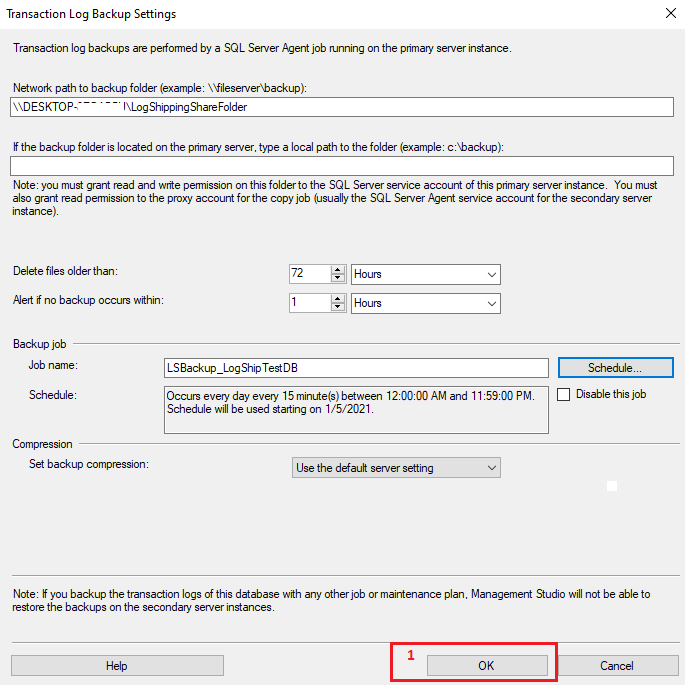 Transaction Log Backup Settings
Transaction log backups are performed by a SQL Server Agent job running on the primary server instance.
Network path to backup folder (example: \\fileserver\backup):
\\DESKTOP- \LogShippingShareFolder
If the backup folder is located on the primary server, type a local path to the folder (example: c:\backup):
Note: you must grant read and write permission on this folder to the SQL Server service account of this primary server instance. You must
also grant read permission to the proxy account for the copy job (usually the SQL Server Agent service account for the secondary server
instance).
Delete files older than: 72 Hours
Alert if no backup occurs within: 1 Hours
Backup job
Job name: LSBackup_LogShipTestDB Schedule...
Schedule: Occurs every day every 15 minute(s) between 12:00:00 AM and 11:59:00 PM. Disable this job
Schedule will be used starting on 1/5/2021.
Compression
Set backup compression: Use the default server setting
Note: If you backup the transaction logs of this database with any other job or maintenance plan, Management Studio will not be able to
restore the backups on the secondary server instances.
Help 1 OK Cancel